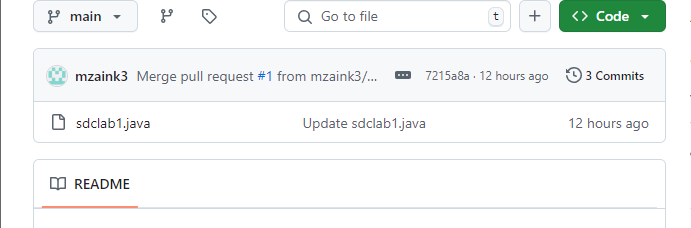 main Go to file t + Code
mzaink3 Merge pull request #1 from mzaink3/... 7215a8a · 12 hours ago 3 Commits
sdclab1.java Update sdclab1.java 12 hours ago
README